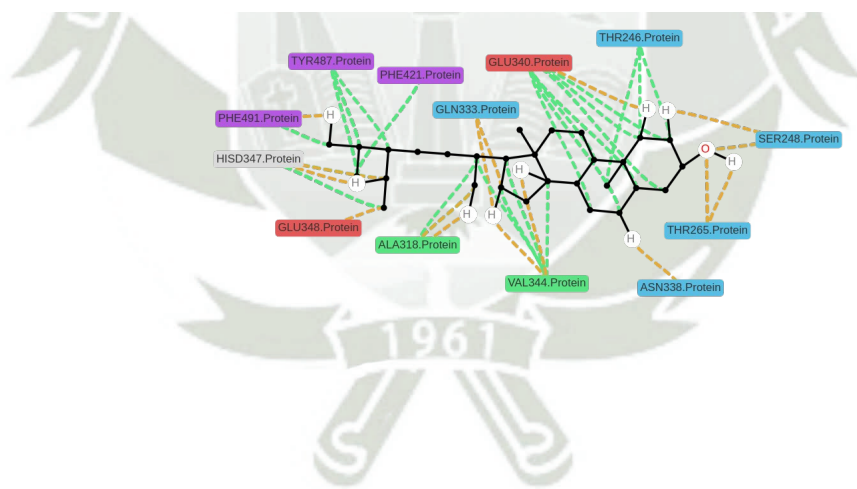 THR246.Protein
TYR487.Protein
GLU340.Protein
PHE421.Protein
GLN333.Protein
H
H
H
PHE491.Protein
SER248.Protein
O
H
HISD347.Protein
H
H
H
H
GLU348.Protein
THR265.Protein
ALA318.Protein
H
VAL344.Protein
ASN338.Protein
1961